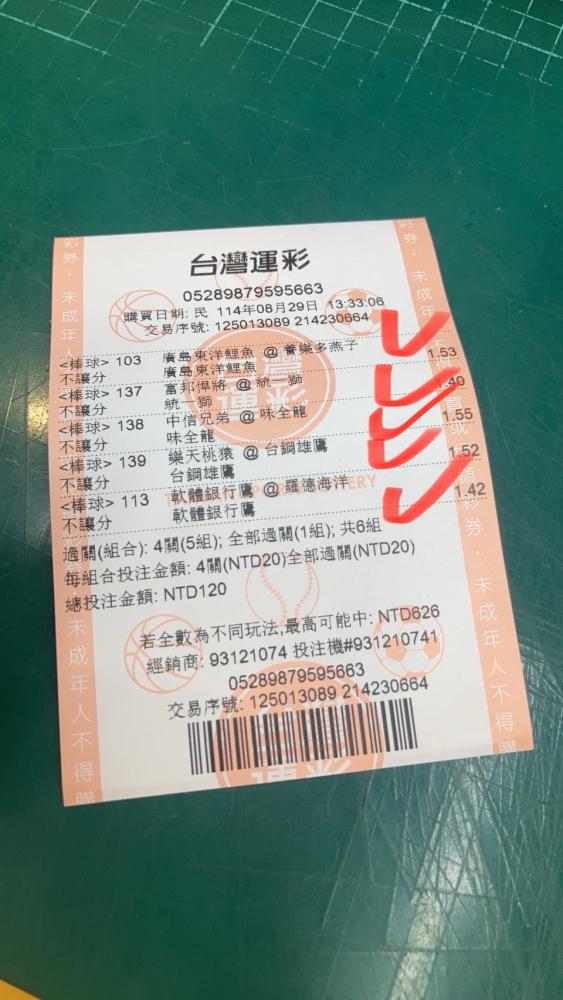 台灣運彩
05289879595663
購買日期: 民 114年08月29日 13:33:06
交易序號: 125013089 214230664
<棒球> 103 廣島東洋鯉魚 @ 養樂多燕子
不讓分 廣島東洋鯉魚 1.53
<棒球> 137 富邦悍將 @ 統一獅
不讓分 統一獅 1.40
<棒球> 138 中信兄弟 @ 味全龍
不讓分 味全龍 1.55
<棒球> 139 樂天桃猿 @ 台鋼雄鷹
不讓分 台鋼雄鷹 1.52
<棒球> 113 軟體銀行鷹 @ 羅德海洋
不讓分 軟體銀行鷹 1.42
過關(組合): 4關(5組); 全部過關(1組); 共6組
每組合投注金額: 4關(NTD20)全部過關(NTD20)
總投注金額: NTD120
若全數為不同玩法,最高可能中: NTD626
經銷商: 93121074 投注機#931210741
05289879595663
交易序號: 125013089 214230664
彩券・未成年人
未成年人不得購
未成年
彩券・未成年人不得購